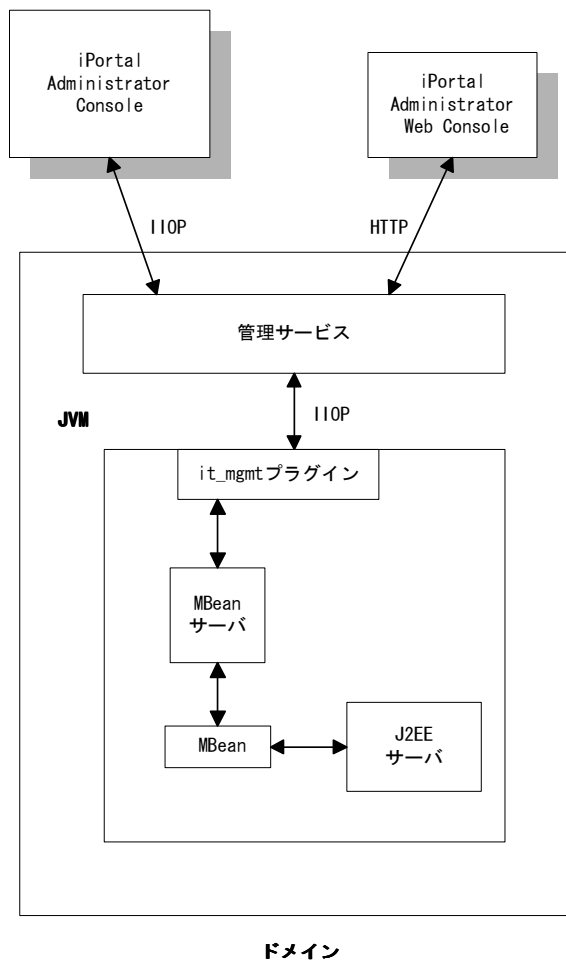 iPortal
Administrator
Console
iPortal
Administrator
Web Console
IIOP
HTTP
管理サービス
JVM
IIOP
it_mgmtプラグイン
MBean
サーバ
MBean
J2EE
サーバ
ドメイン